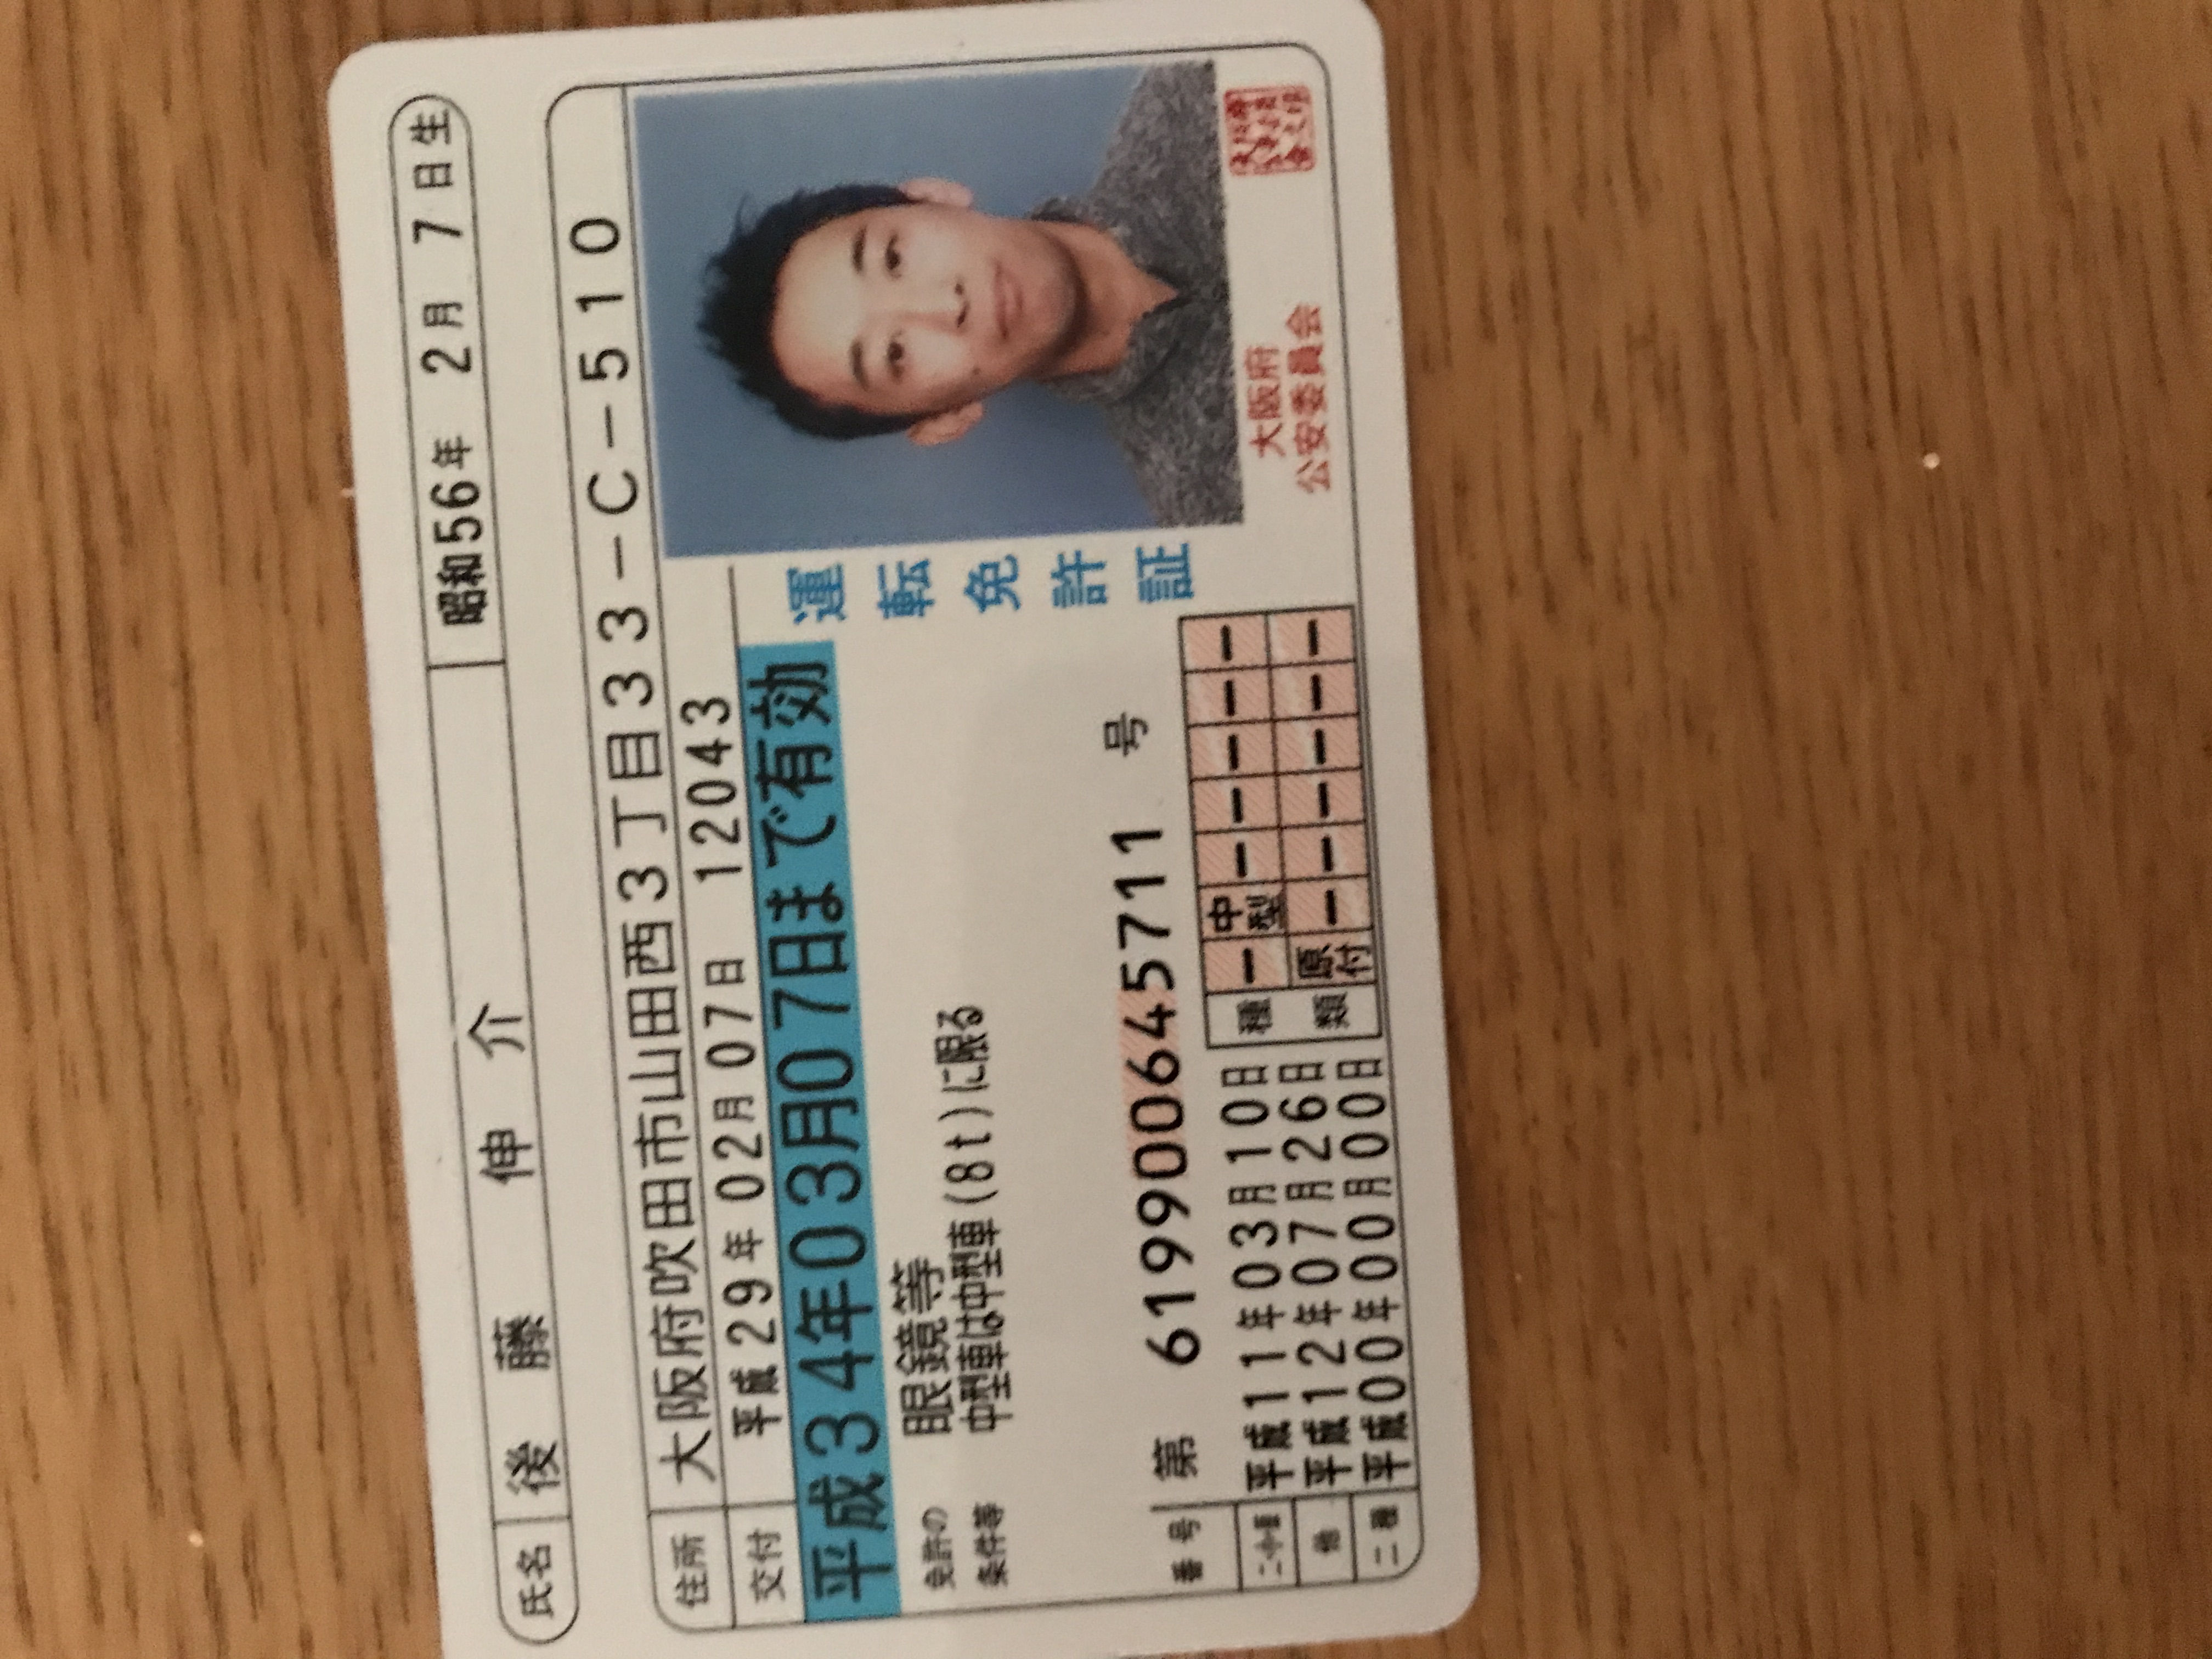 氏名 後藤 伸介 昭和56年 2月 7日生
住所 大阪府吹田市山田西3丁目33-C-510
交付 平成29年02月07日 12043
平成34年03月07日まで有効
免許の 眼鏡等
条件等 中型車は中型車(8t)に限る
運転免許証
番号 第 619900645711 号
二・小・原 平成11年03月10日
他 平成12年07月26日
二種 平成00年00月00日
種類 ー 中型 ー ー ー ー ー
原付 ー ー ー ー ー ー
大阪府
公安委員会